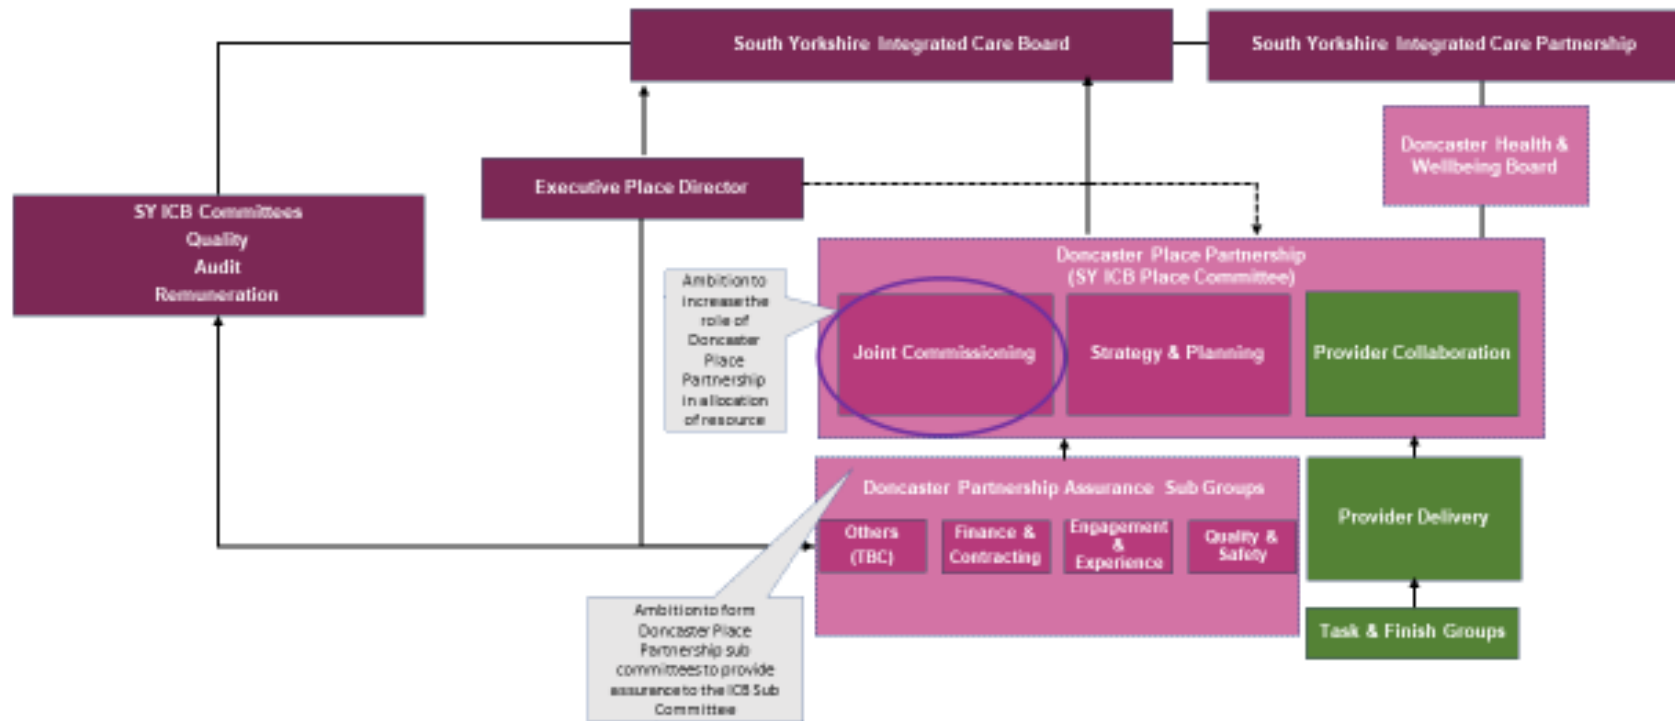 South Yorkshire Integrated Care Board
South Yorkshire Integrated Care Partnership
Doncaster Health &
Wellbeing Board
Executive Place Director
SY ICB Committees
Quality
Audit
Remuneration
Doncaster Place Partnership
(SY ICB Place Committee)
Ambition to
increase the
role of
Doncaster
Place
Partnership
in allocation
of resource
Joint Commissioning
Strategy & Planning
Provider Collaboration
Doncaster Partnership Assurance Sub Groups
Others
(TBC)
Finance &
Contracting
Engagement
&
Experience
Quality &
Safety
Provider Delivery
Ambition to form
Doncaster Place
Partnership sub
committees to provide
assurance to the ICB Sub
Committee
Task & Finish Groups